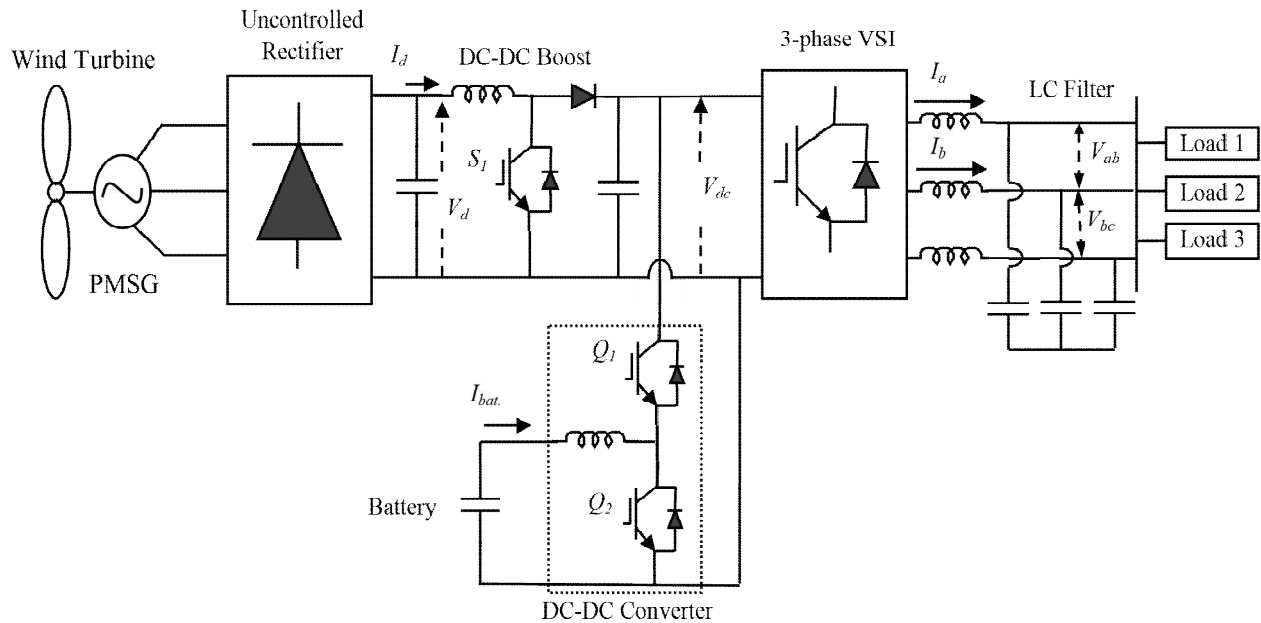 Uncontrolled
Rectifier
Wind Turbine
PMSG
I_d
DC-DC Boost
S_1
V_d
V_dc
3-phase VSI
I_a
I_b
LC Filter
V_ab
V_bc
Load 1
Load 2
Load 3
Q_1
I_bat.
Battery
Q_2
DC-DC Converter